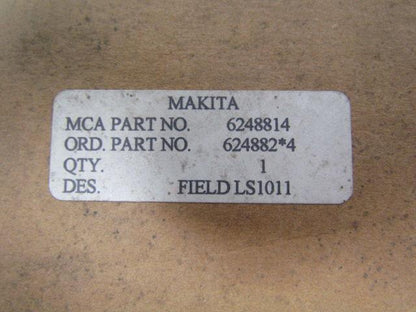 MAKITA
MCA PART NO. 6248814
ORD. PART NO. 624882*4
QTY. 1
DES. FIELD LS1011